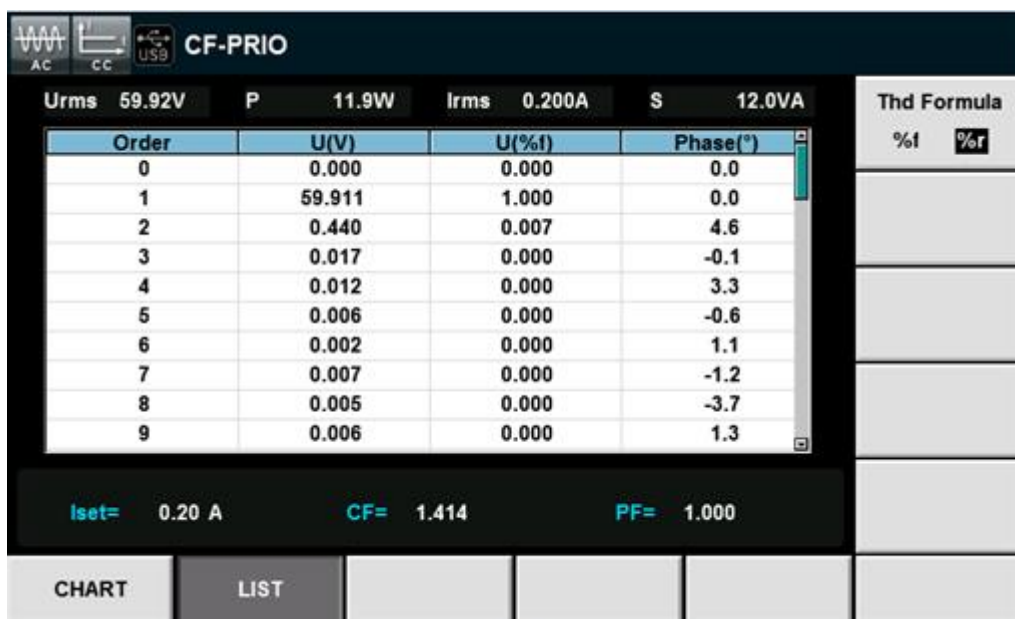 AC CC USB CF-PRIO
Urms 59.92V P 11.9W Irms 0.200A S 12.0VA
Thd Formula
%f %r
Order U(V) U(%f) Phase(°)
0 0.000 0.000 0.0
1 59.911 1.000 0.0
2 0.440 0.007 4.6
3 0.017 0.000 -0.1
4 0.012 0.000 3.3
5 0.006 0.000 -0.6
6 0.002 0.000 1.1
7 0.007 0.000 -1.2
8 0.005 0.000 -3.7
9 0.006 0.000 1.3
Iset= 0.20 A CF= 1.414 PF= 1.000
CHART LIST